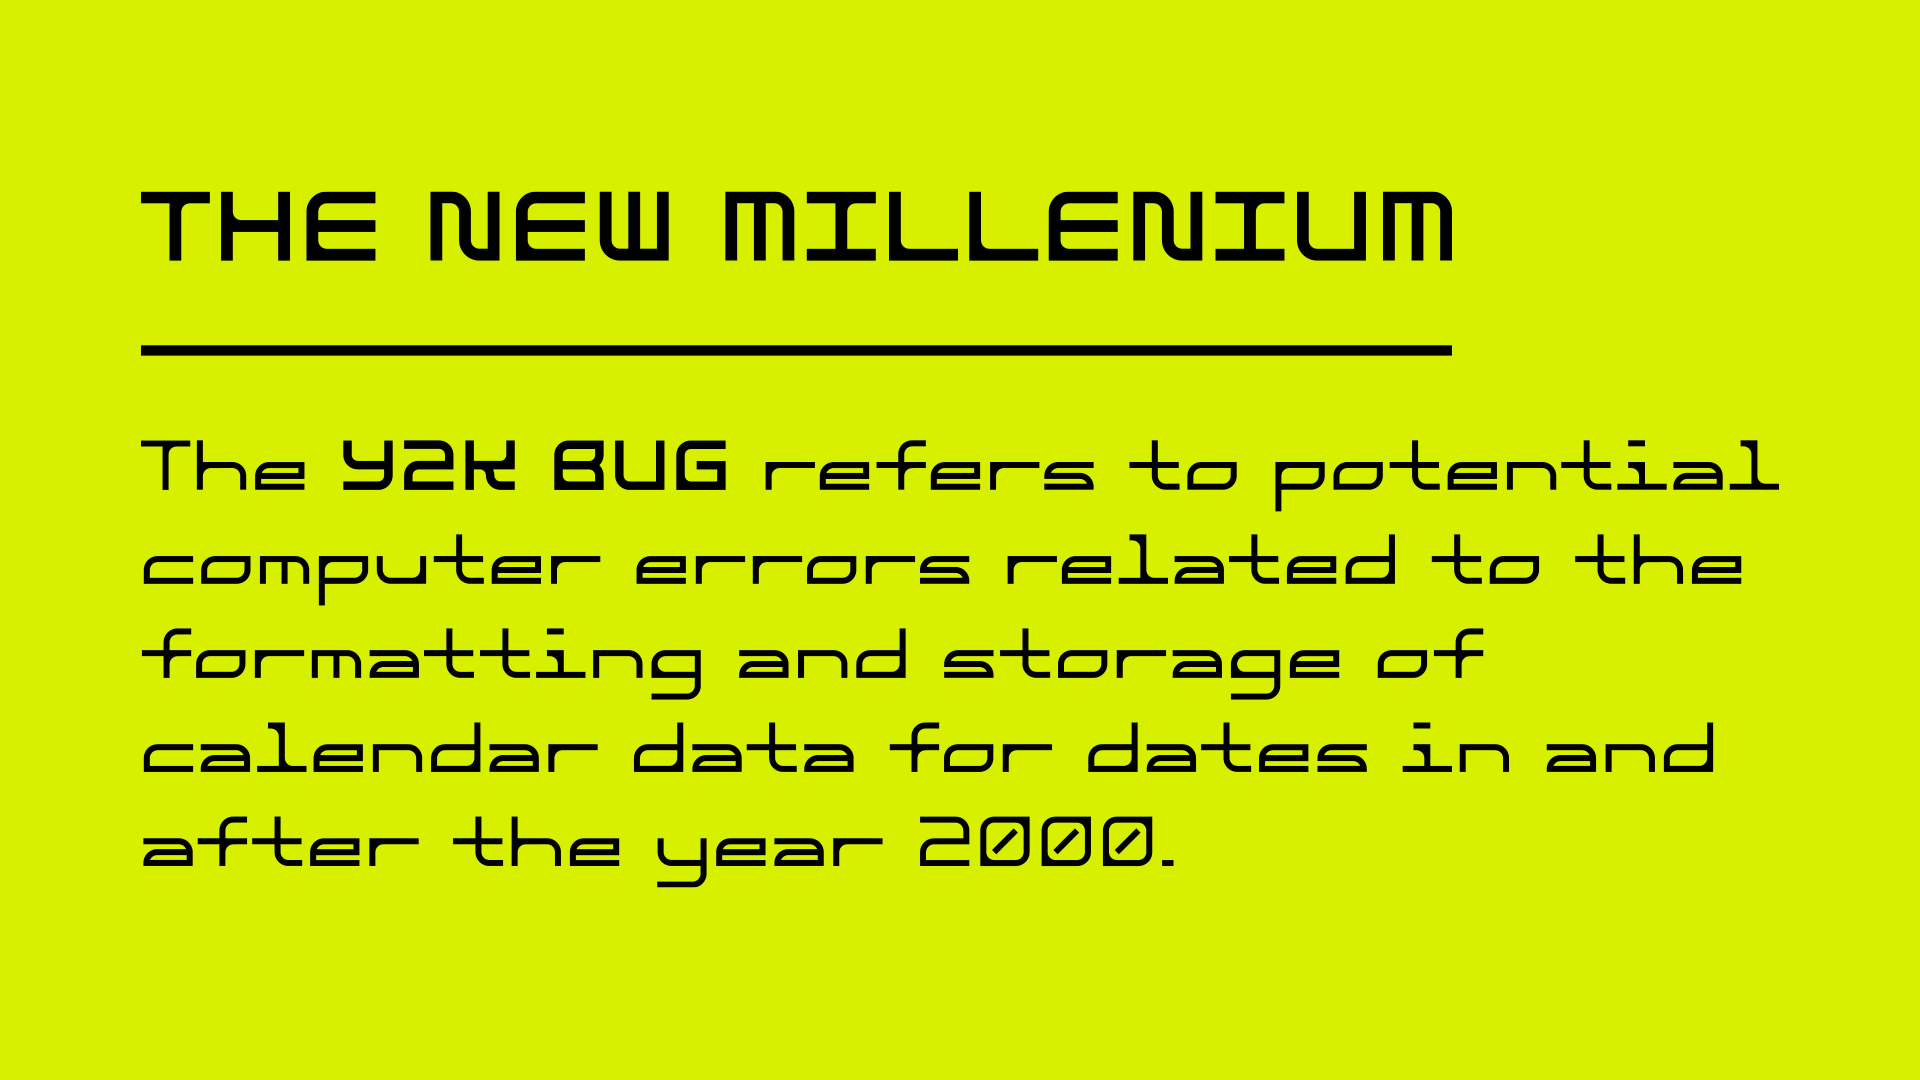 THE NEW MILLENIUM
The Y2K BUG refers to potential
computer errors related to the
formatting and storage of
calendar data for dates in and
after the year 2000.